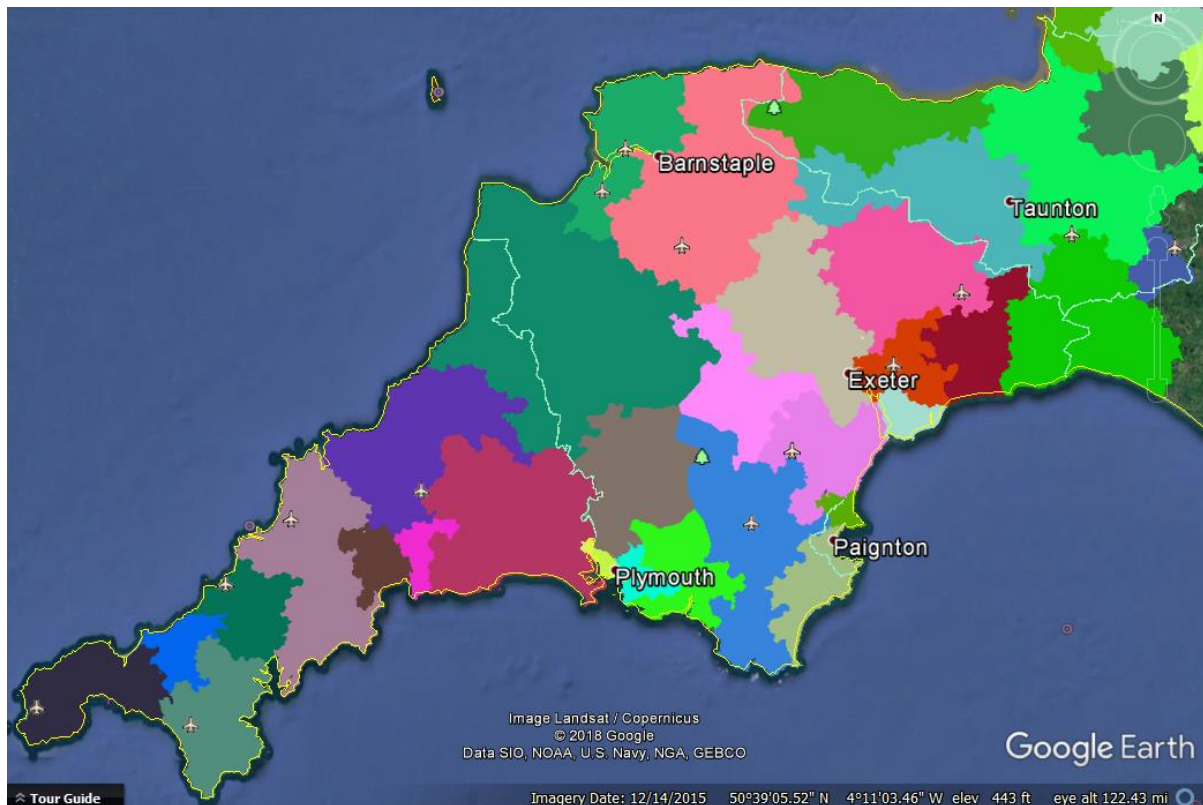 N
Barnstaple
Taunton
Exeter
Paignton
Plymouth
Image Landsat / Copernicus
© 2018 Google
Data SIO, NOAA, U.S. Navy, NGA, GEBCO
Google Earth
Tour Guide
Imagery Date: 12/14/2015 50°39'05.52" N 4°11'03.46" W elev 443 ft eye alt 122.43 mi